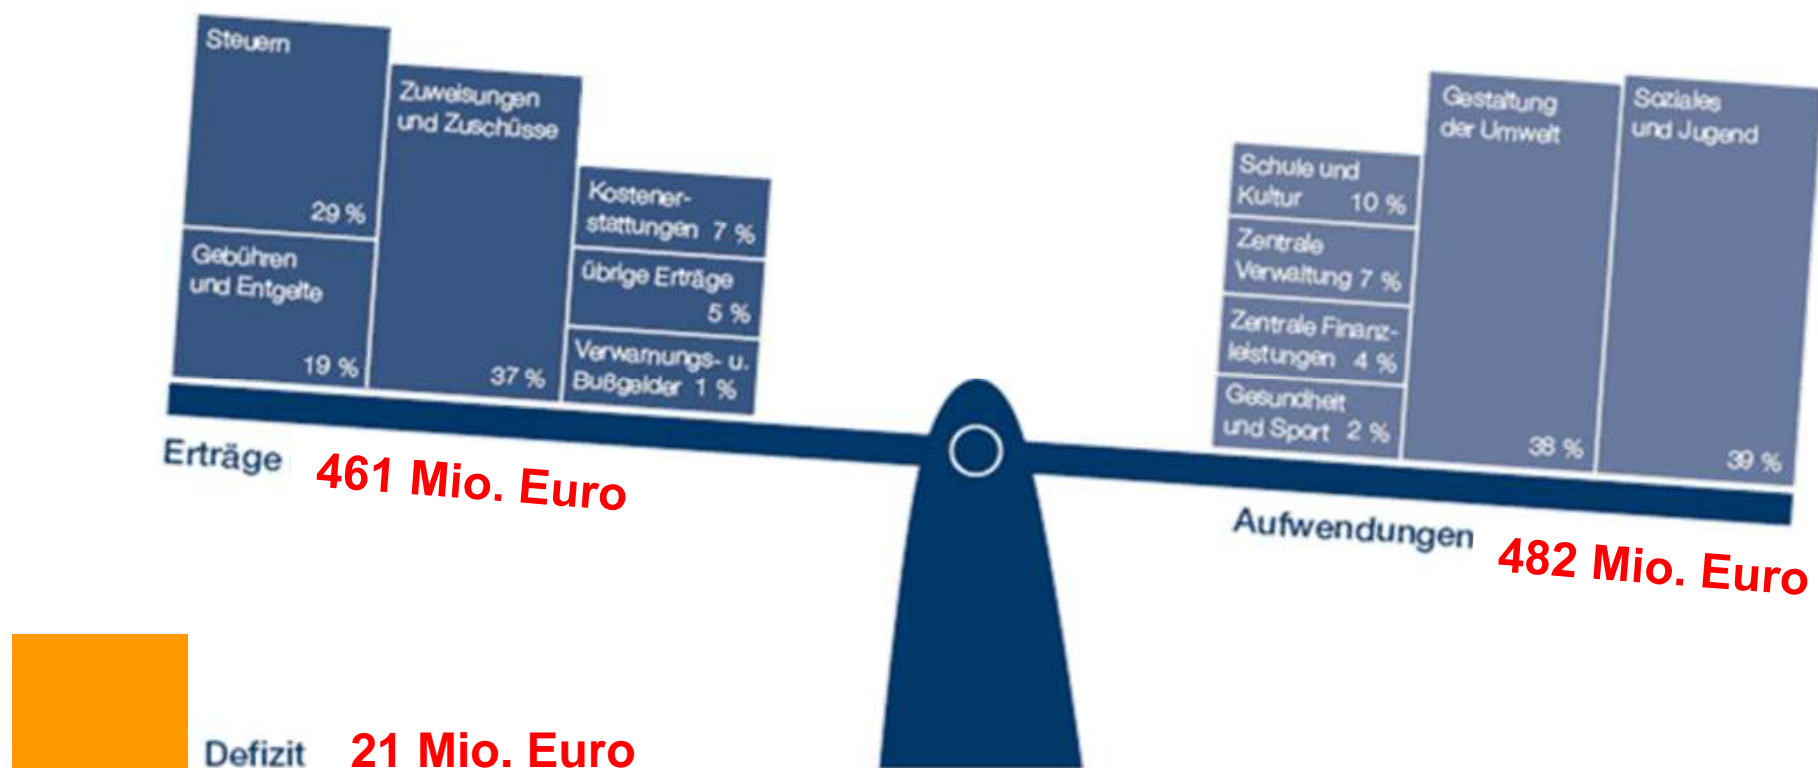 Steuern
29 %
Gebühren
und Entgelte
19 %
Zuweisungen
und Zuschüsse
37 %
Kostener-
stattungen 7 %
übrige Erträge
5 %
Verwarnungs- u.
Bußgelder 1 %
Erträge 461 Mio. Euro
Schule und
Kultur 10 %
Zentrale
Verwaltung 7 %
Zentrale Finanz-
leistungen 4 %
Gesundheit
und Sport 2 %
Gestaltung
der Umwelt
38 %
Soziales
und Jugend
39 %
Aufwendungen 482 Mio. Euro
Defizit 21 Mio. Euro